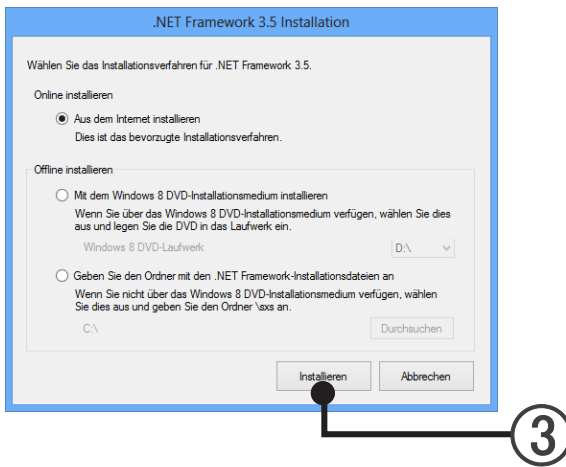 .NET Framework 3.5 Installation
Wählen Sie das Installationsverfahren für .NET Framework 3.5.
Online installieren
Aus dem Internet installieren
Dies ist das bevorzugte Installationsverfahren.
Offline installieren
Mit dem Windows 8 DVD-Installationsmedium installieren
Wenn Sie über das Windows 8 DVD-Installationsmedium verfügen, wählen Sie dies
aus und legen Sie die DVD in das Laufwerk ein.
Windows 8 DVD-Laufwerk D:\
Geben Sie den Ordner mit den .NET Framework-Installationsdateien an
Wenn Sie nicht über das Windows 8 DVD-Installationsmedium verfügen, wählen
Sie dies aus und geben Sie den Ordner \sxs an.
C:\ Durchsuchen
Installieren Abbrechen
3